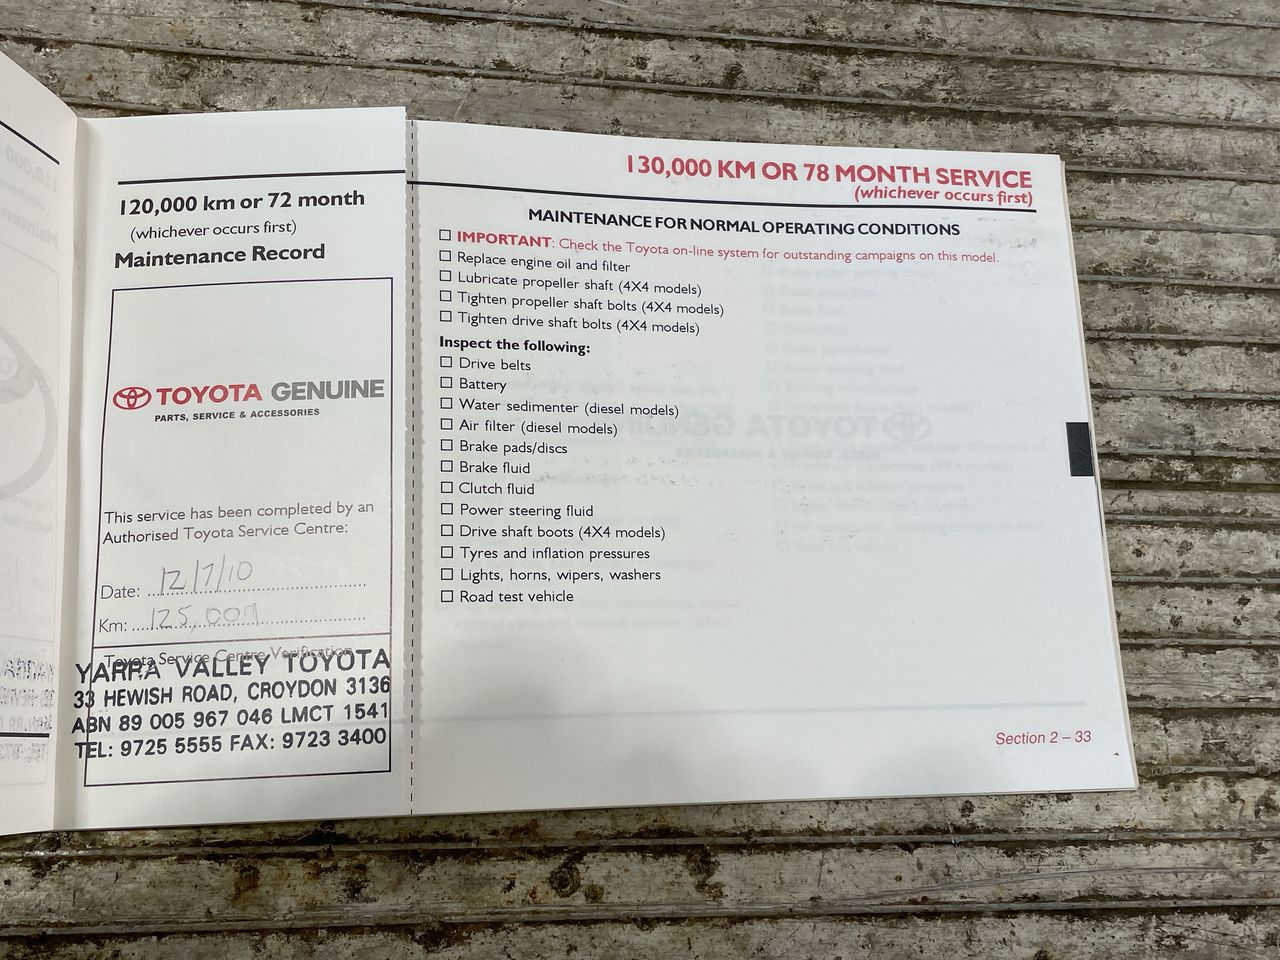 120,000 km or 72 month
(whichever occurs first)
Maintenance Record
TOYOTA GENUINE
PARTS, SERVICE & ACCESSORIES
This service has been completed by an
Authorised Toyota Service Centre:
Date: 12/7/10
Km: 125,009
Toyota Service Centre Verification
YARRA VALLEY TOYOTA
33 HEWISH ROAD, CROYDON 3136
ABN 89 005 967 046 LMCT 1541
TEL: 9725 5555 FAX: 9723 3400
130,000 KM OR 78 MONTH SERVICE
(whichever occurs first)
MAINTENANCE FOR NORMAL OPERATING CONDITIONS
IMPORTANT: Check the Toyota on-line system for outstanding campaigns on this model.
Replace engine oil and filter
Lubricate propeller shaft (4X4 models)
Tighten propeller shaft bolts (4X4 models)
Tighten drive shaft bolts (4X4 models)
Inspect the following:
Drive belts
Battery
Water sedimenter (diesel models)
Air filter (diesel models)
Brake pads/discs
Brake fluid
Clutch fluid
Power steering fluid
Drive shaft boots (4X4 models)
Tyres and inflation pressures
Lights, horns, wipers, washers
Road test vehicle
Section 2 – 33